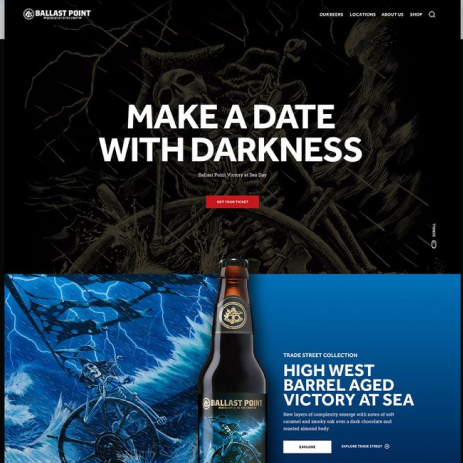 BALLAST POINT
OUR BEERS LOCATIONS ABOUT US SHOP
MAKE A DATE
WITH DARKNESS
Ballast Point Victory at Sea Day
GET YOUR TICKET
BALLAST POINT
TRADE STREET COLLECTION
HIGH WEST
BARREL AGED
VICTORY AT SEA
New layers of complexity emerge with notes of soft
caramel and smoky oak over a dark chocolate and
roasted almond body.
EXPLORE
EXPLORE TRADE STREET